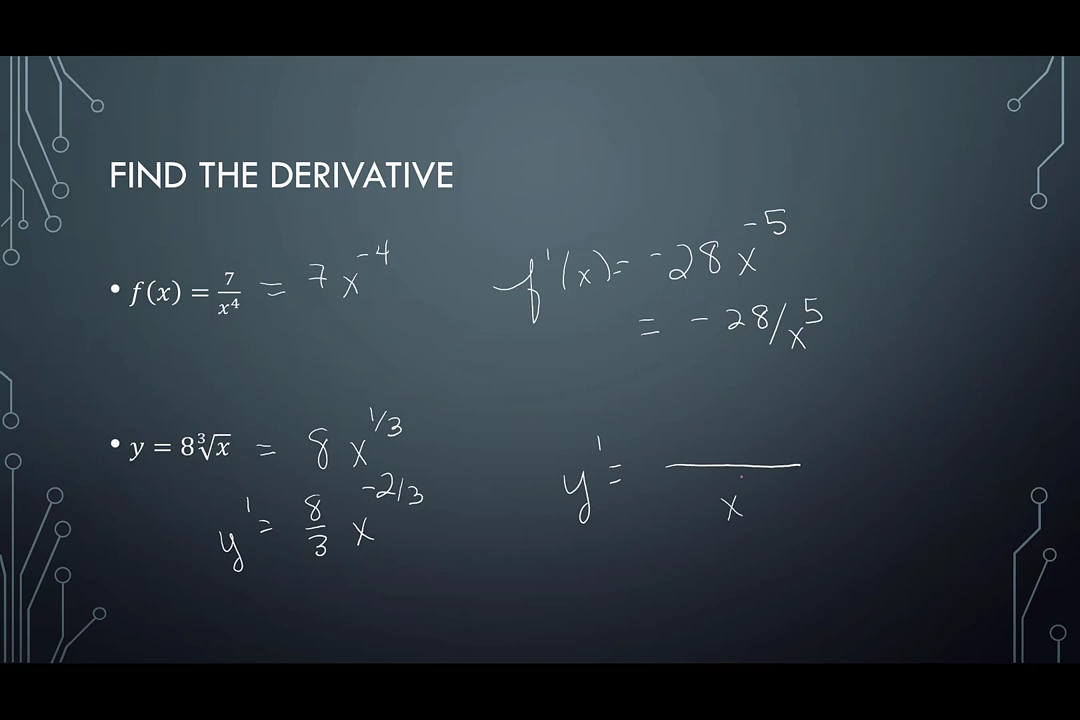 FIND THE DERIVATIVE
• f(x) = 7/x⁴ = 7x⁻⁴
f'(x) = -28x⁻⁵
= -28/x⁵
• y = 8∛x = 8x^1/3
y' = 8/3 x^-2/3
y' = __/x